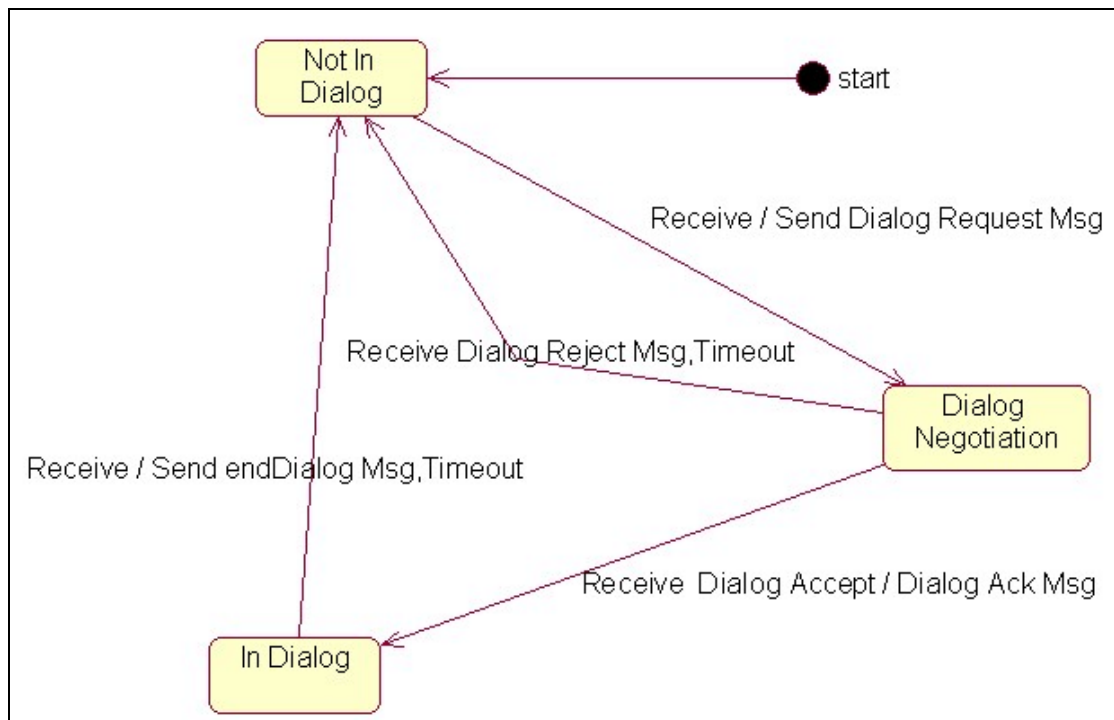 Not In
Dialog
start
Receive / Send Dialog Request Msg
Receive Dialog Reject Msg,Timeout
Dialog
Negotiation
Receive / Send endDialog Msg,Timeout
Receive Dialog Accept / Dialog Ack Msg
In Dialog